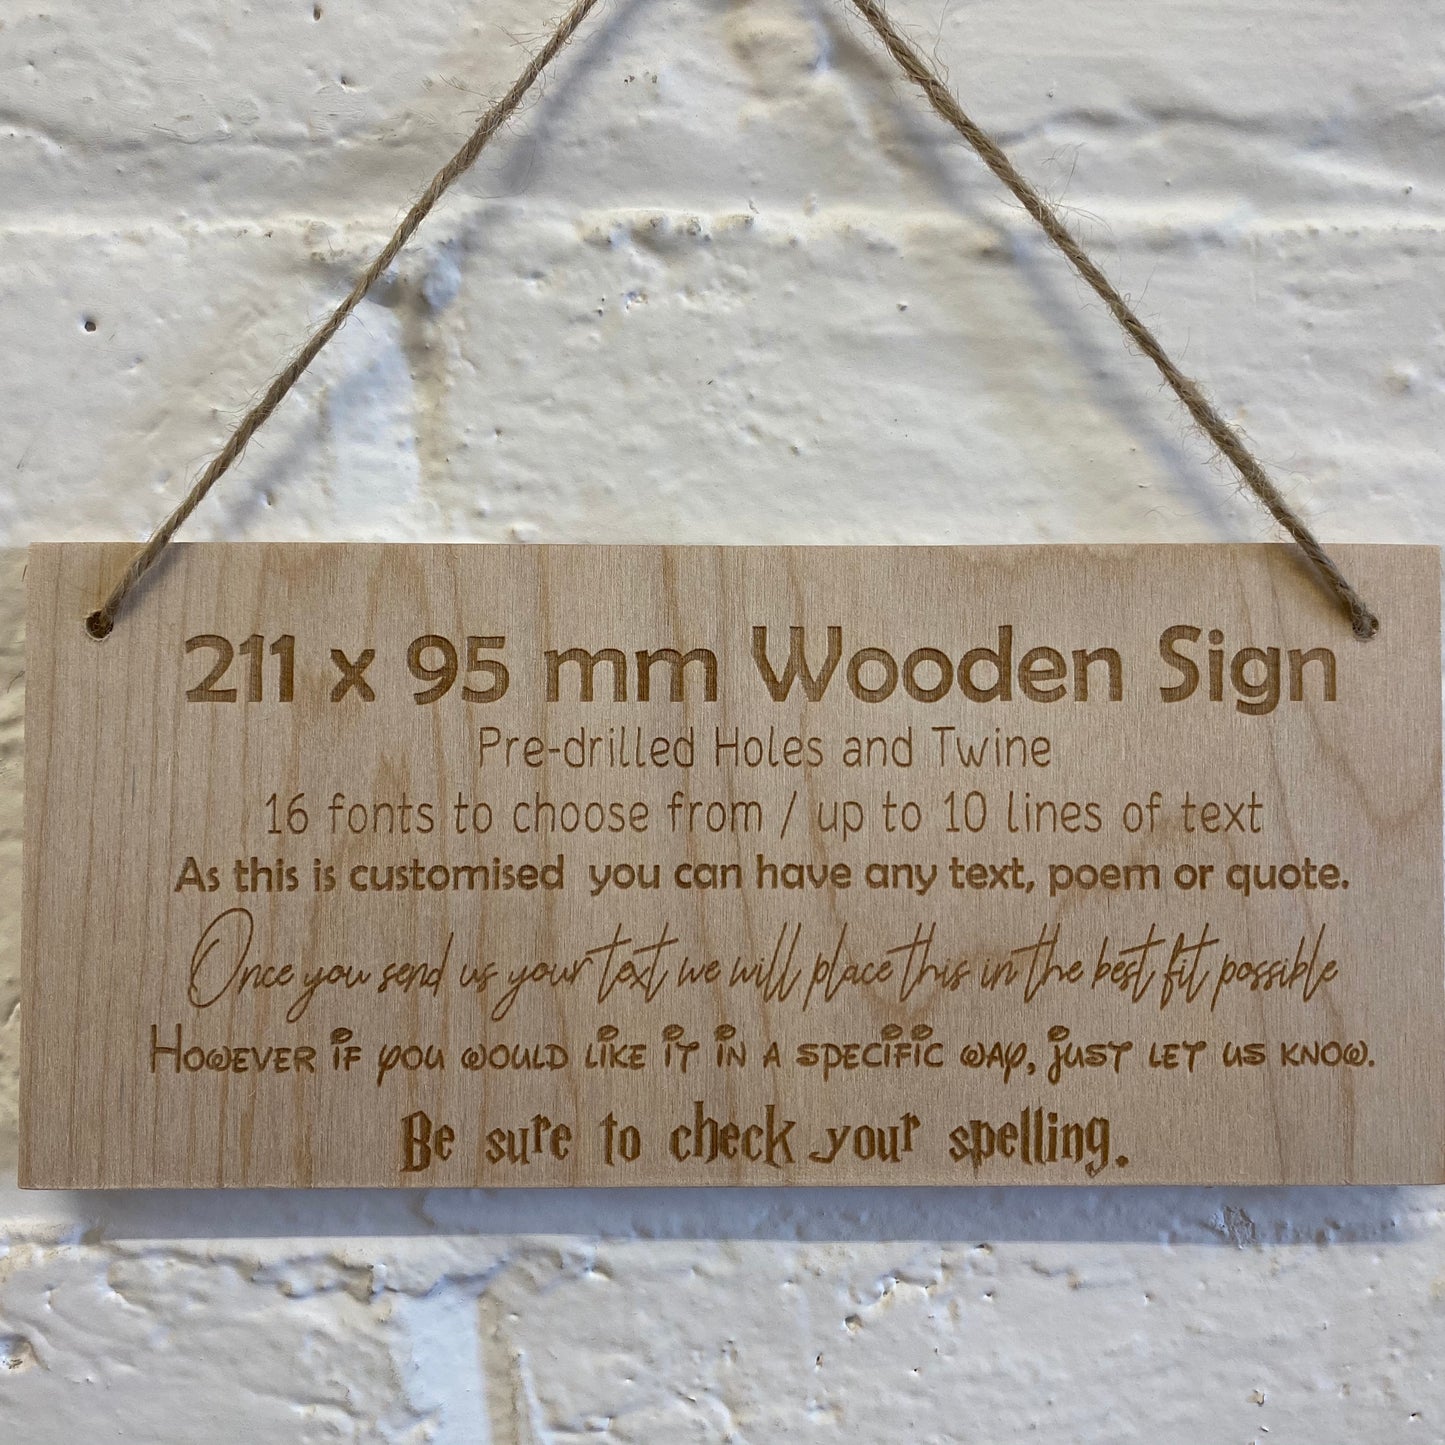 211 x 95 mm Wooden Sign
Pre-drilled Holes and Twine
16 fonts to choose from / up to 10 lines of text
As this is customised you can have any text, poem or quote.
Once you send us your text we will place this in the best fit possible
However if you would like it in a specific way, just let us know.
Be sure to check your spelling.